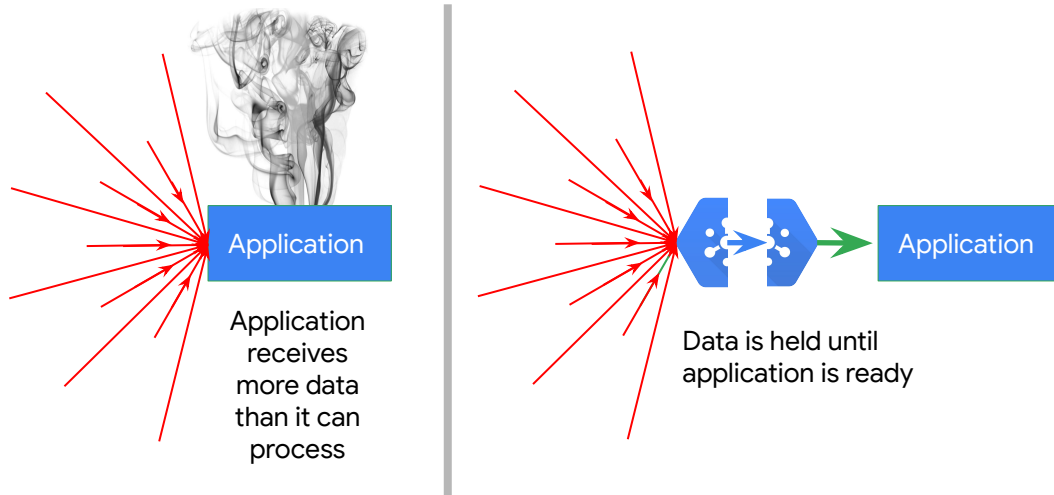 Application
Application
receives
more data
than it can
process
Application
Data is held until
application is ready